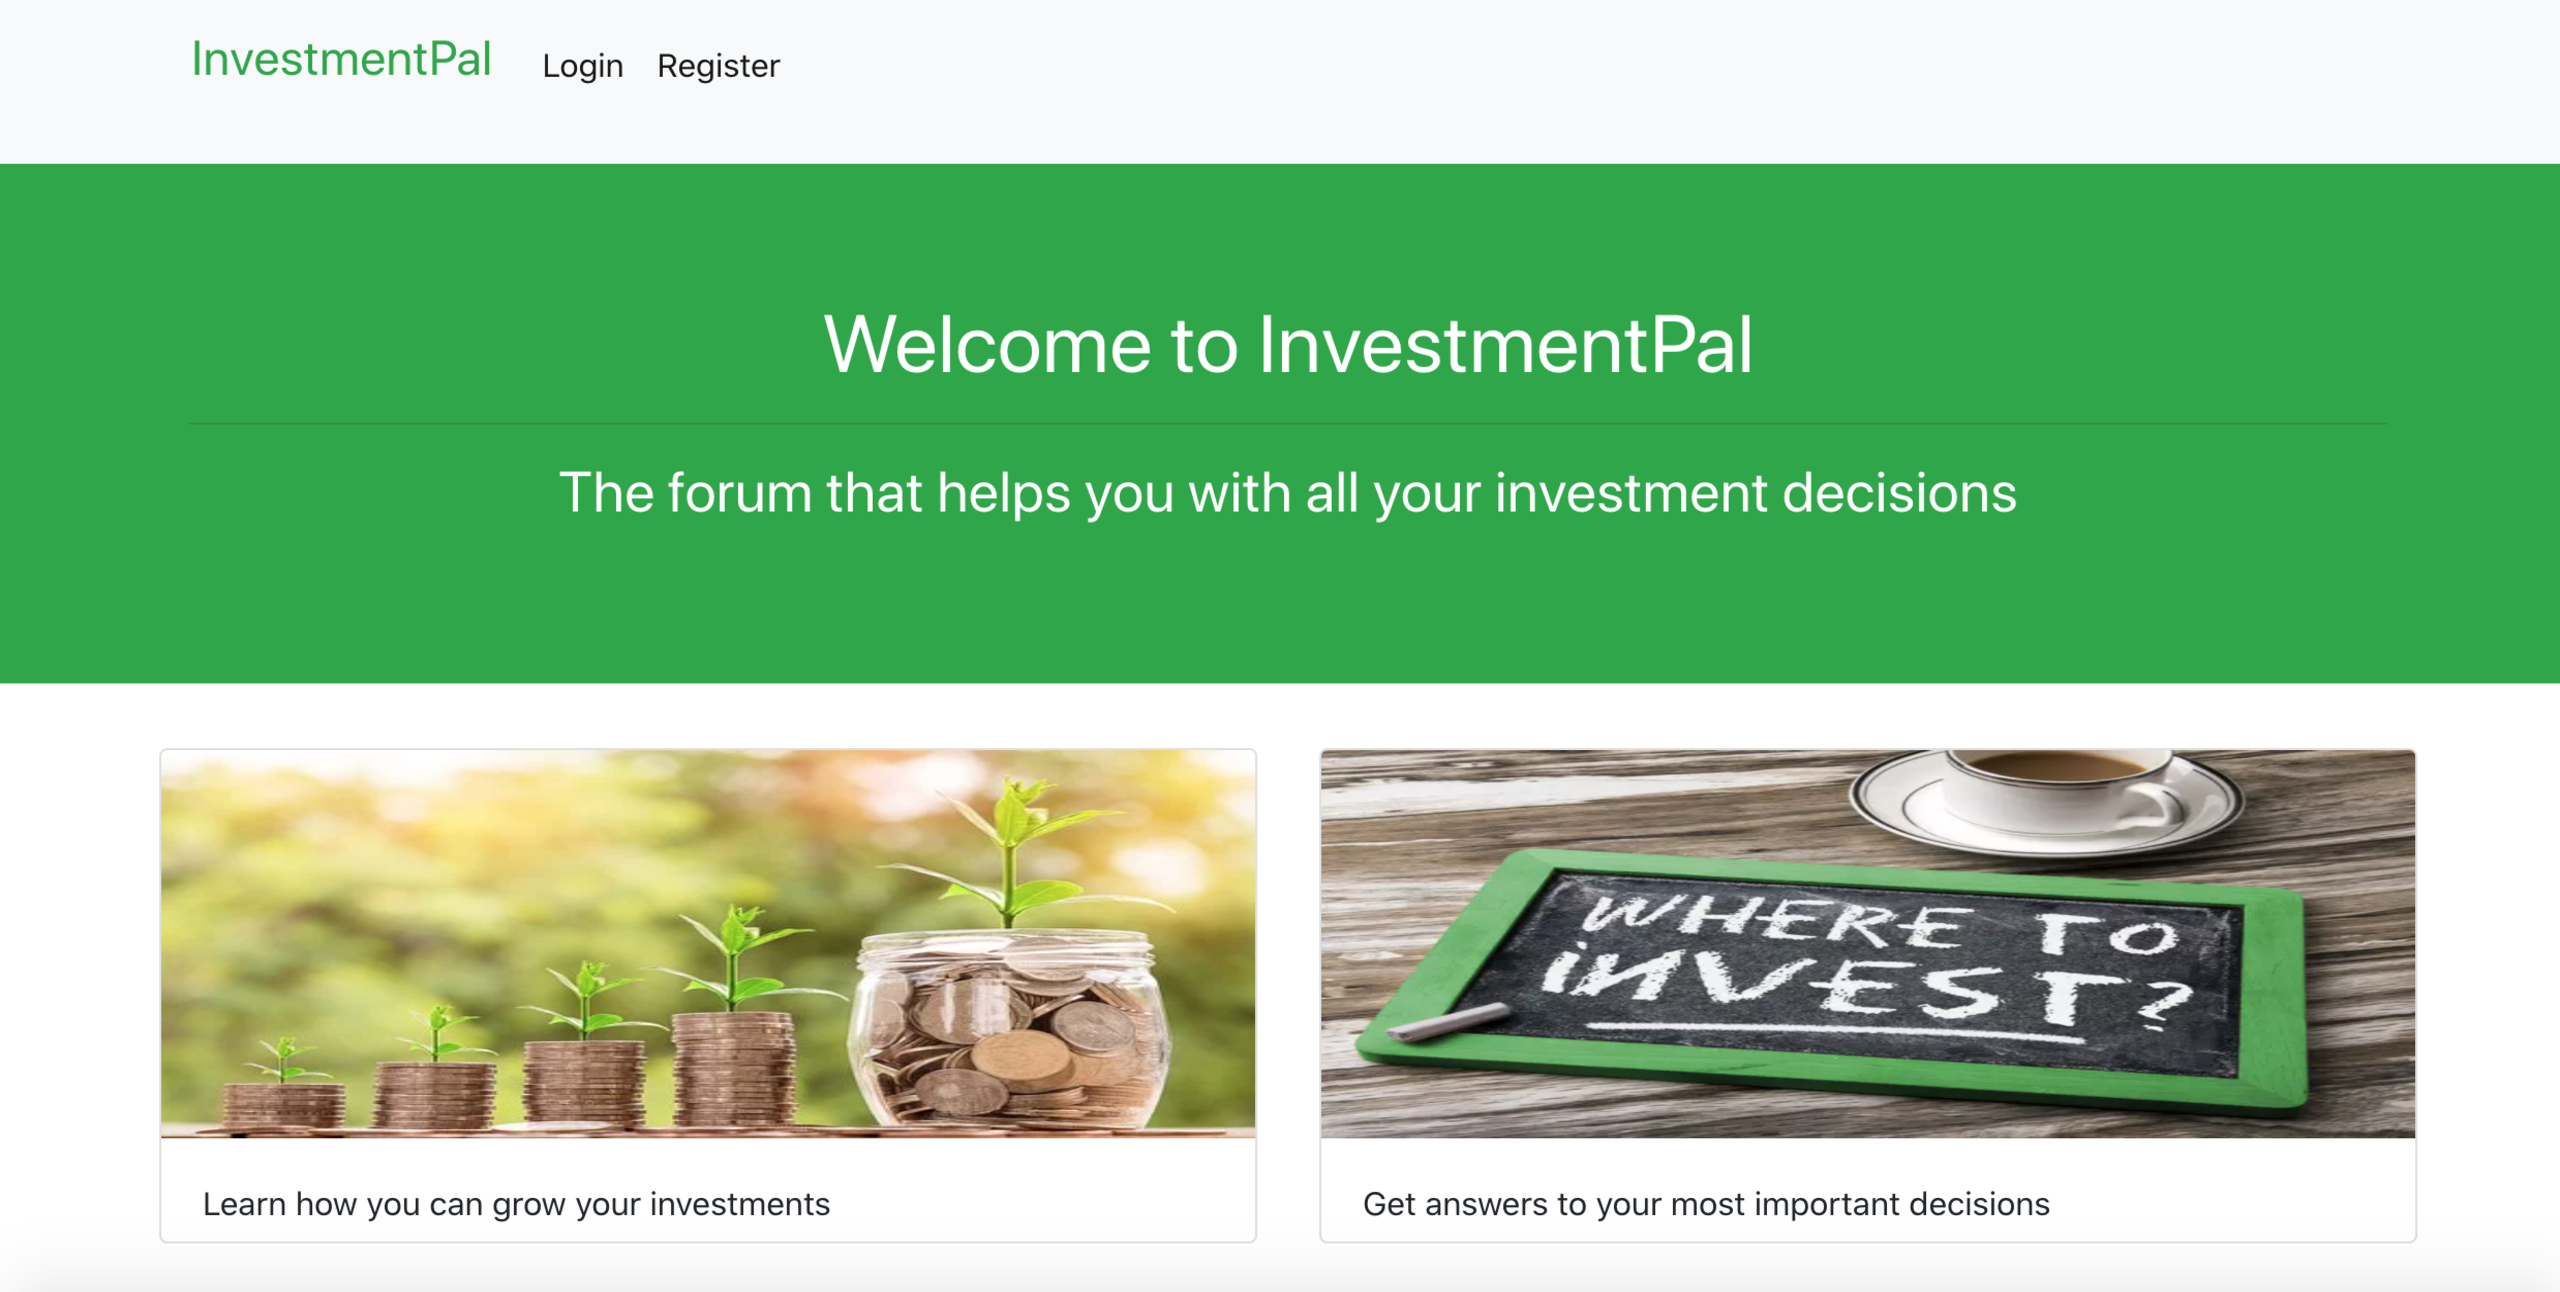 InvestmentPal
Login Register
Welcome to InvestmentPal
The forum that helps you with all your investment decisions
WHERE TO
iNVEST?
Learn how you can grow your investments
Get answers to your most important decisions